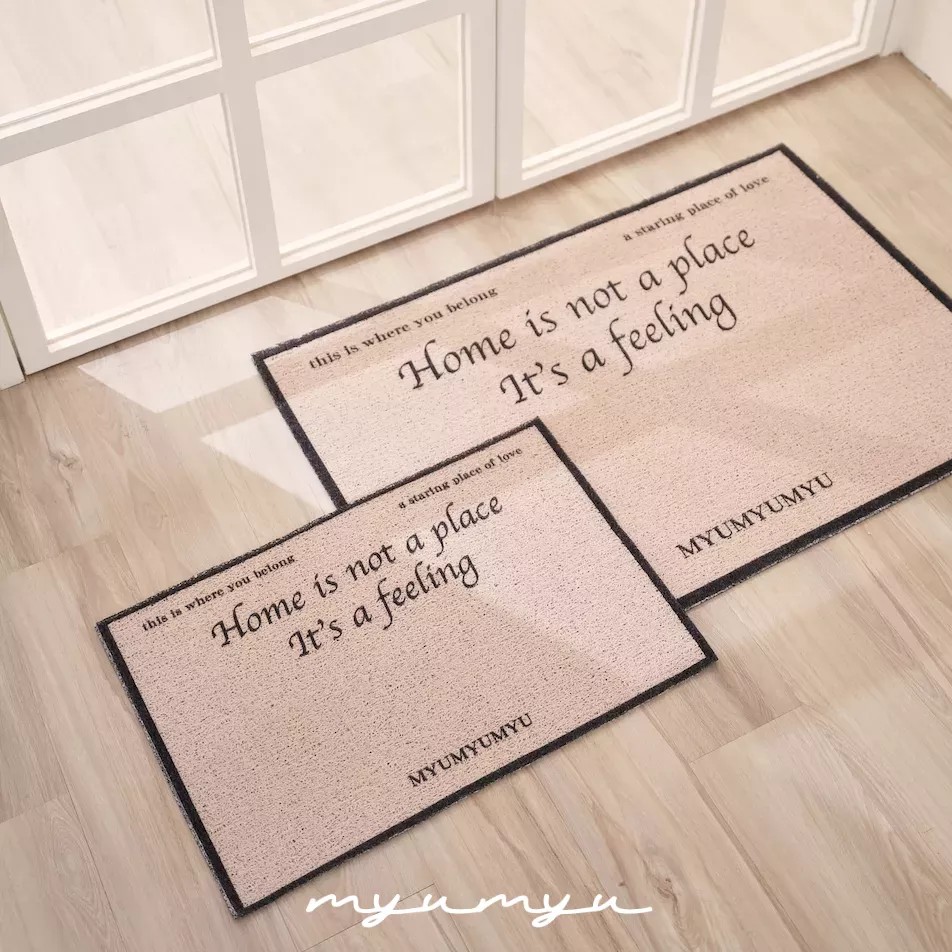 this is where you belong
a staring place of love
Home is not a place
It's a feeling
MYUMYUMYU
this is where you belong
a staring place of love
Home is not a place
It's a feeling
MYUMYUMYU
myumyu